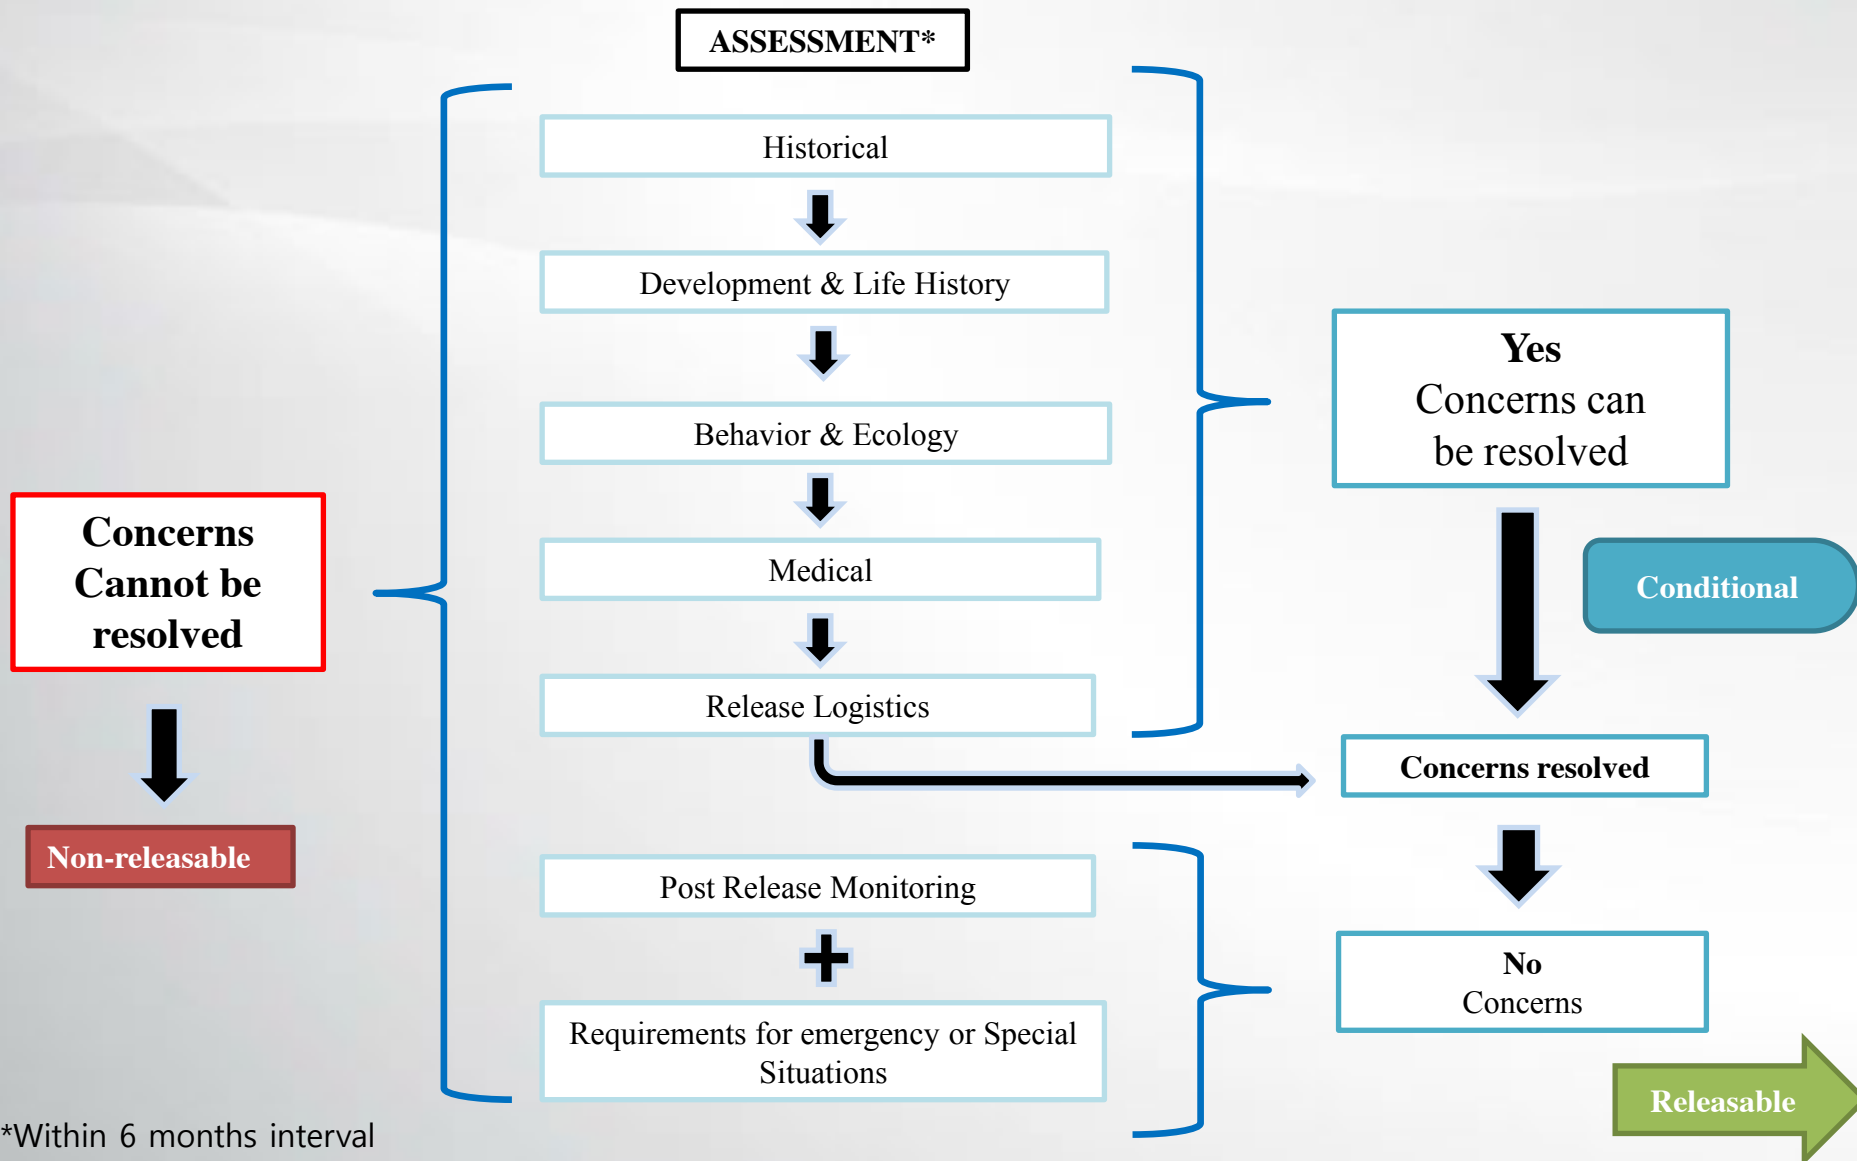 ASSESSMENT*
Historical
Development & Life History
Behavior & Ecology
Medical
Release Logistics
Post Release Monitoring
Requirements for emergency or Special
Situations
Concerns
Cannot be
resolved
Non-releasable
Yes
Concerns can
be resolved
Conditional
Concerns resolved
No
Concerns
Releasable
*Within 6 months interval